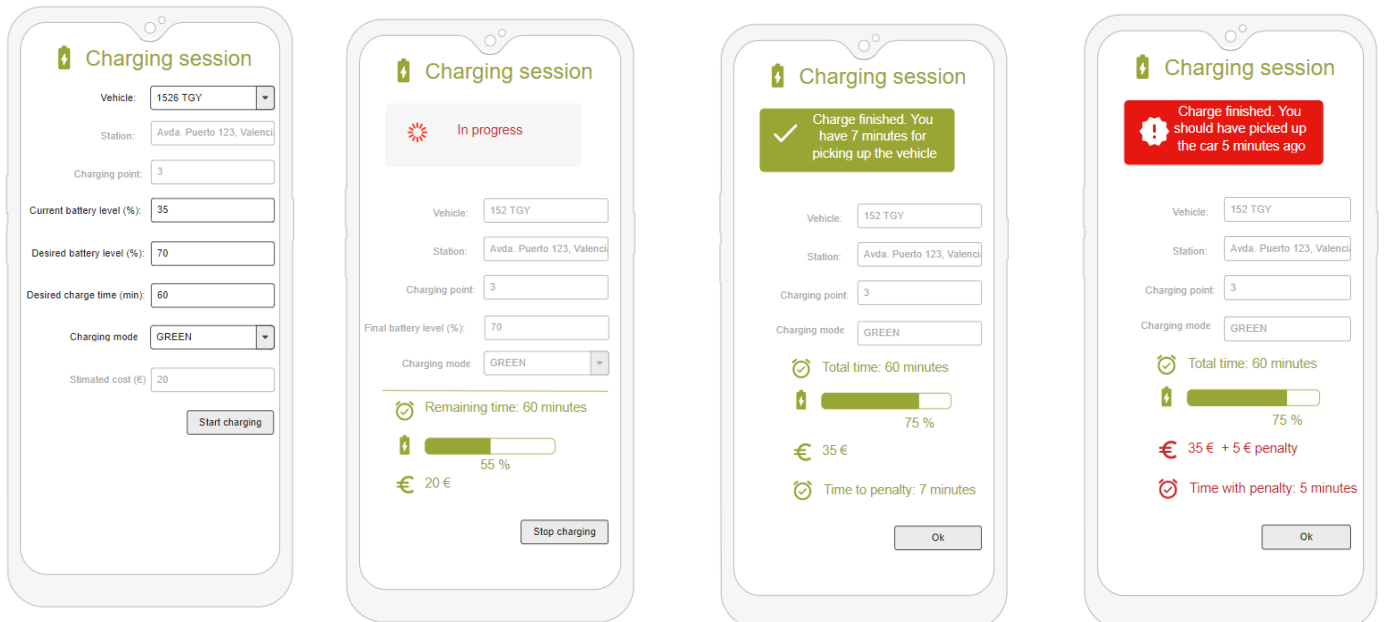 Charging session
Vehicle: 1526 TGY
Station: Avda. Puerto 123, Valenci
Charging point: 3
Current battery level (%): 35
Desired battery level (%): 70
Desired charge time (min): 60
Charging mode GREEN
Stimated cost (€) 20
Start charging
Charging session
In progress
Vehicle: 152 TGY
Station: Avda. Puerto 123, Valencia
Charging point: 3
Final battery level (%): 70
Charging mode GREEN
Remaining time: 60 minutes
55 %
€ 20 €
Stop charging
Charging session
Charge finished. You
have 7 minutes for
picking up the vehicle
Vehicle: 152 TGY
Station: Avda. Puerto 123, Valenci
Charging point: 3
Charging mode GREEN
Total time: 60 minutes
75 %
€ 35 €
Time to penalty: 7 minutes
Ok
Charging session
Charge finished. You
should have picked up
the car 5 minutes ago
Vehicle: 152 TGY
Station: Avda. Puerto 123, Valencia
Charging point: 3
Charging mode GREEN
Total time: 60 minutes
75 %
€ 35 € + 5 € penalty
Time with penalty: 5 minutes
Ok